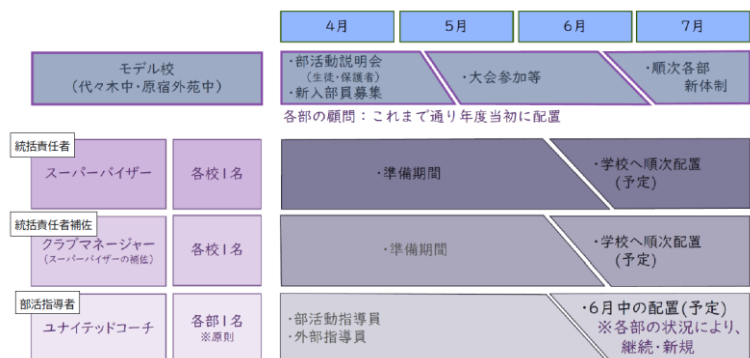 4月
5月
6月
7月
モデル校
(代々木中・原宿外苑中)
・部活動説明会
(生徒・保護者)
・新入部員募集
・大会参加等
・順次各部
新体制
各部の顧問：これまで通り年度当初に配置
統括責任者
スーパーバイザー
各校1名
・準備期間
・学校へ順次配置
(予定)
統括責任者補佐
クラブマネージャー
(スーパーバイザーの補佐)
各校1名
・準備期間
・学校へ順次配置
(予定)
部活指導者
ユナイテッドコーチ
各部1名
※原則
・部活動指導員
・外部指導員
・6月中の配置(予定)
※各部の状況により、
継続・新規